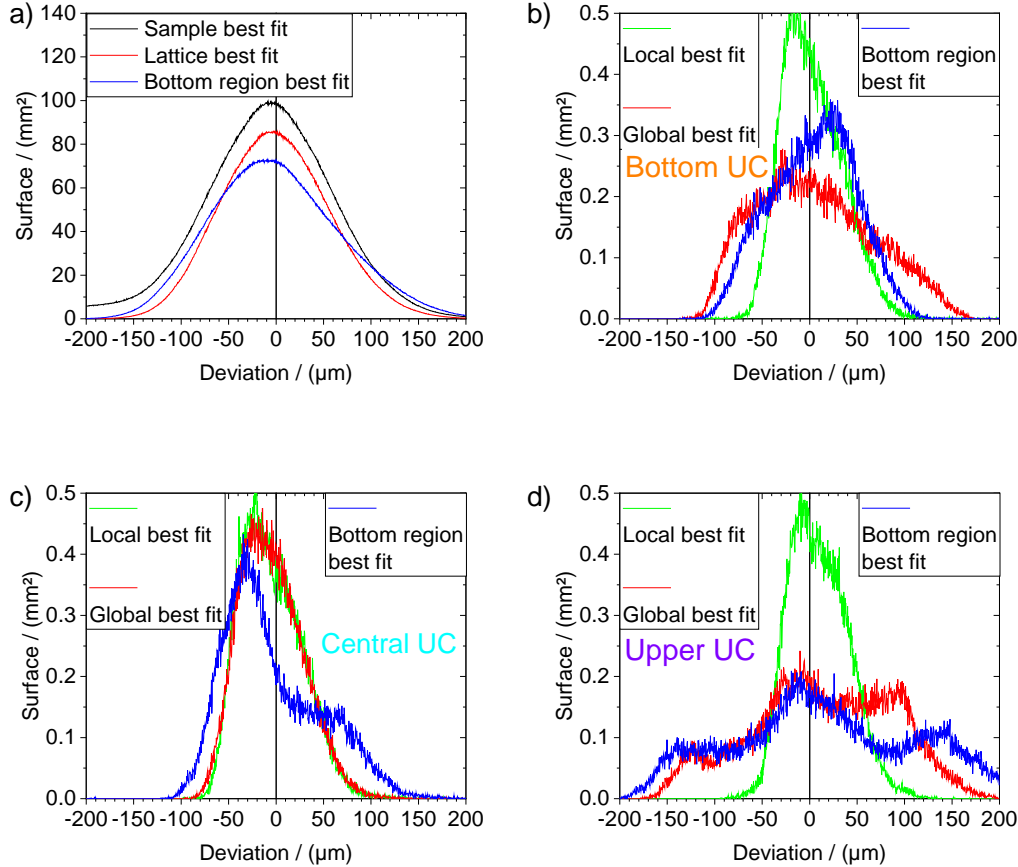 a)
140
120
100
80
60
40
20
0
Surface / (mm²)
Sample best fit
Lattice best fit
Bottom region best fit
-200 -150 -100 -50 0 50 100 150 200
Deviation / (µm)
b)
0.5
0.4
0.3
0.2
0.1
0.0
Surface / (mm²)
Local best fit
Global best fit
Bottom region
best fit
Bottom UC
-200 -150 -100 -50 0 50 100 150 200
Deviation / (µm)
c)
0.5
0.4
0.3
0.2
0.1
0.0
Surface / (mm²)
Local best fit
Global best fit
Bottom region
best fit
Central UC
-200 -150 -100 -50 0 50 100 150 200
Deviation / (µm)
d)
0.5
0.4
0.3
0.2
0.1
0.0
Surface / (mm²)
Local best fit
Global best fit
Bottom region
best fit
Upper UC
-200 -150 -100 -50 0 50 100 150 200
Deviation / (µm)